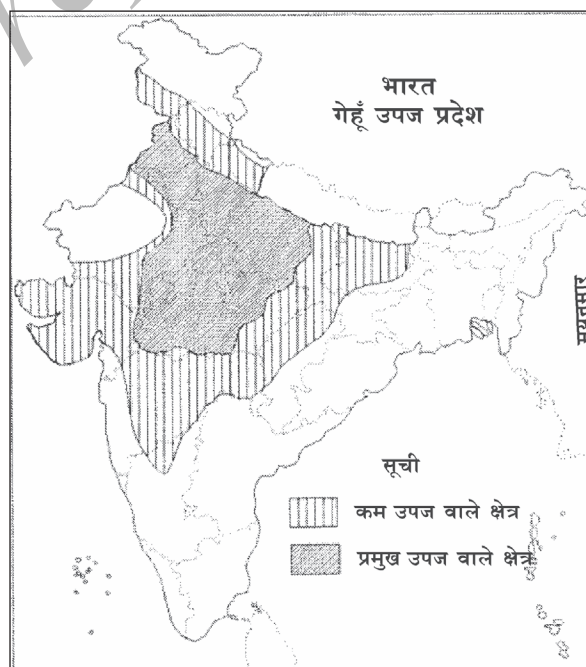 भारत
गेहूँ उपज प्रदेश
सूची
कम उपज वाले क्षेत्र
प्रमुख उपज वाले क्षेत्र